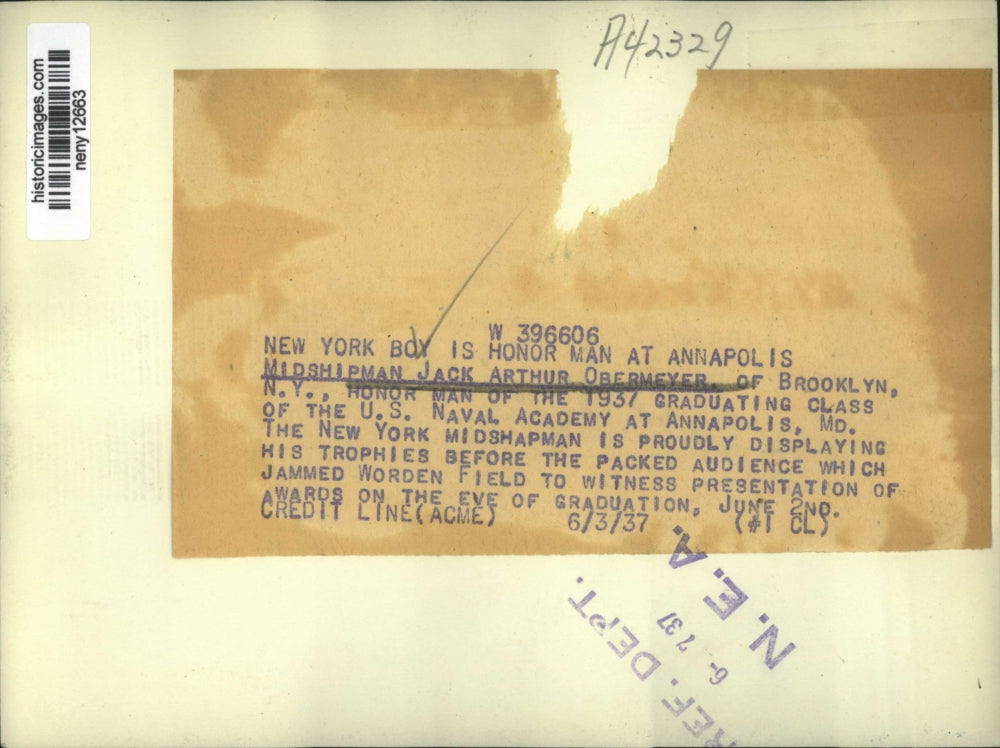 A42329
historicimages.com
neny12663
W 396606
NEW YORK BOY IS HONOR MAN AT ANNAPOLIS
MIDSHIPMAN JACK ARTHUR OBERMEYER, OF BROOKLYN,
N.Y., HONOR MAN OF THE 1937 GRADUATING CLASS
OF THE U.S. NAVAL ACADEMY AT ANNAPOLIS, MD.
THE NEW YORK MIDSHAPMAN IS PROUDLY DISPLAYING
HIS TROPHIES BEFORE THE PACKED AUDIENCE WHICH
JAMMED WORDEN FIELD TO WITNESS PRESENTATION OF
AWARDS ON THE EVE OF GRADUATION, JUNE 2ND.
CREDIT LINE(ACME) 6/3/37 (#1 CL)
REF. DEPT.
6- 7 37
N. E. A.